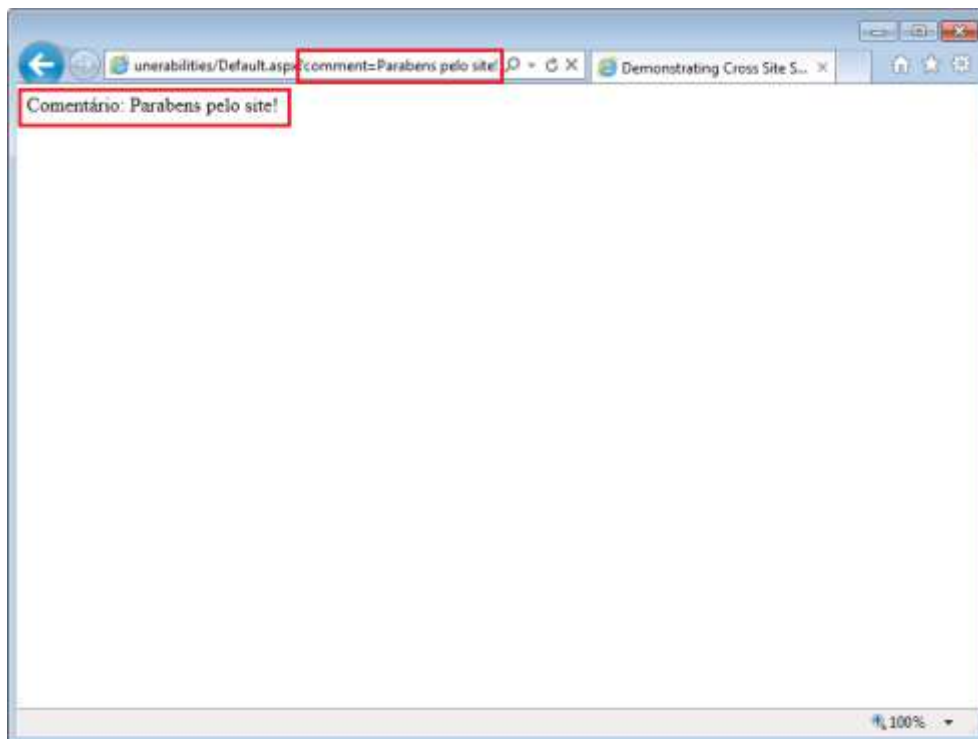 unerabilities/Default.aspx?comment=Parabens pelo site!
Demonstrating Cross Site S...
Comentário: Parabens pelo site!
100%